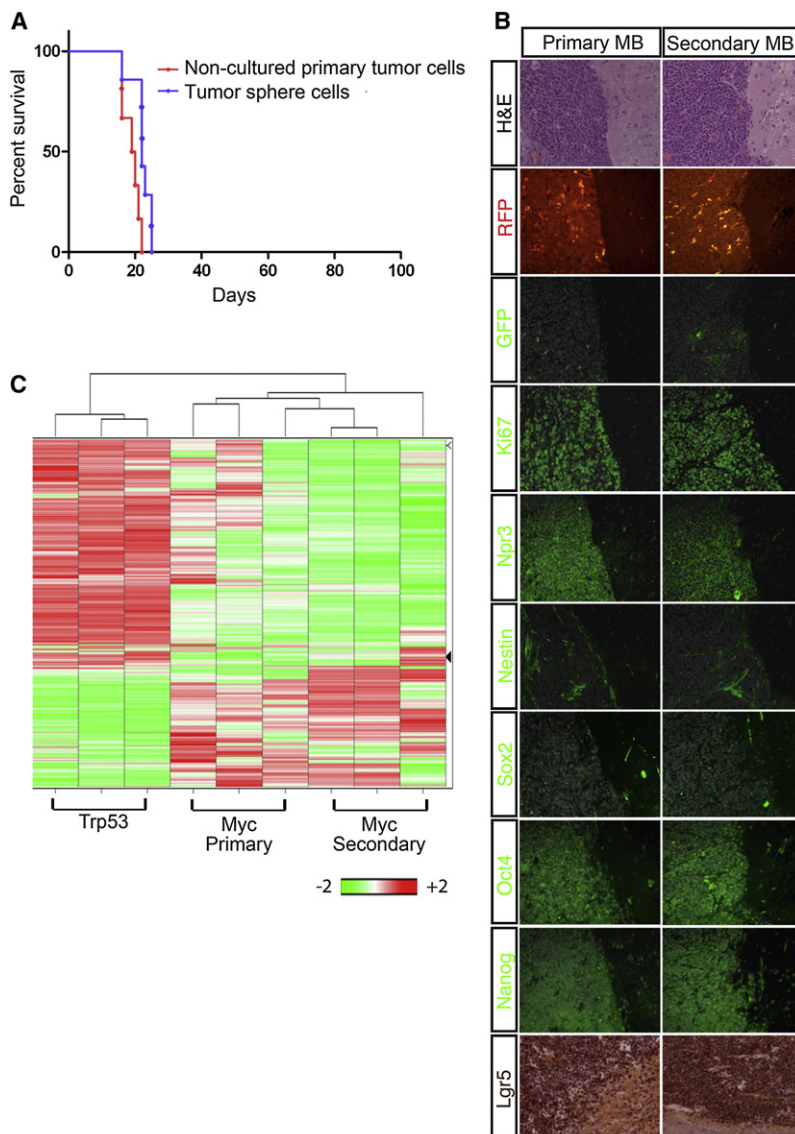 A
100
50
0
Percent survival
Non-cultured primary tumor cells
Tumor sphere cells
0 20 40 60 80 100
Days
B
Primary MB Secondary MB
H&E
RFP
GFP
Ki67
Npr3
Nestin
Sox2
Oct4
Nanog
Lgr5
C
Trp53
Myc
Primary
Myc
Secondary
-2 +2